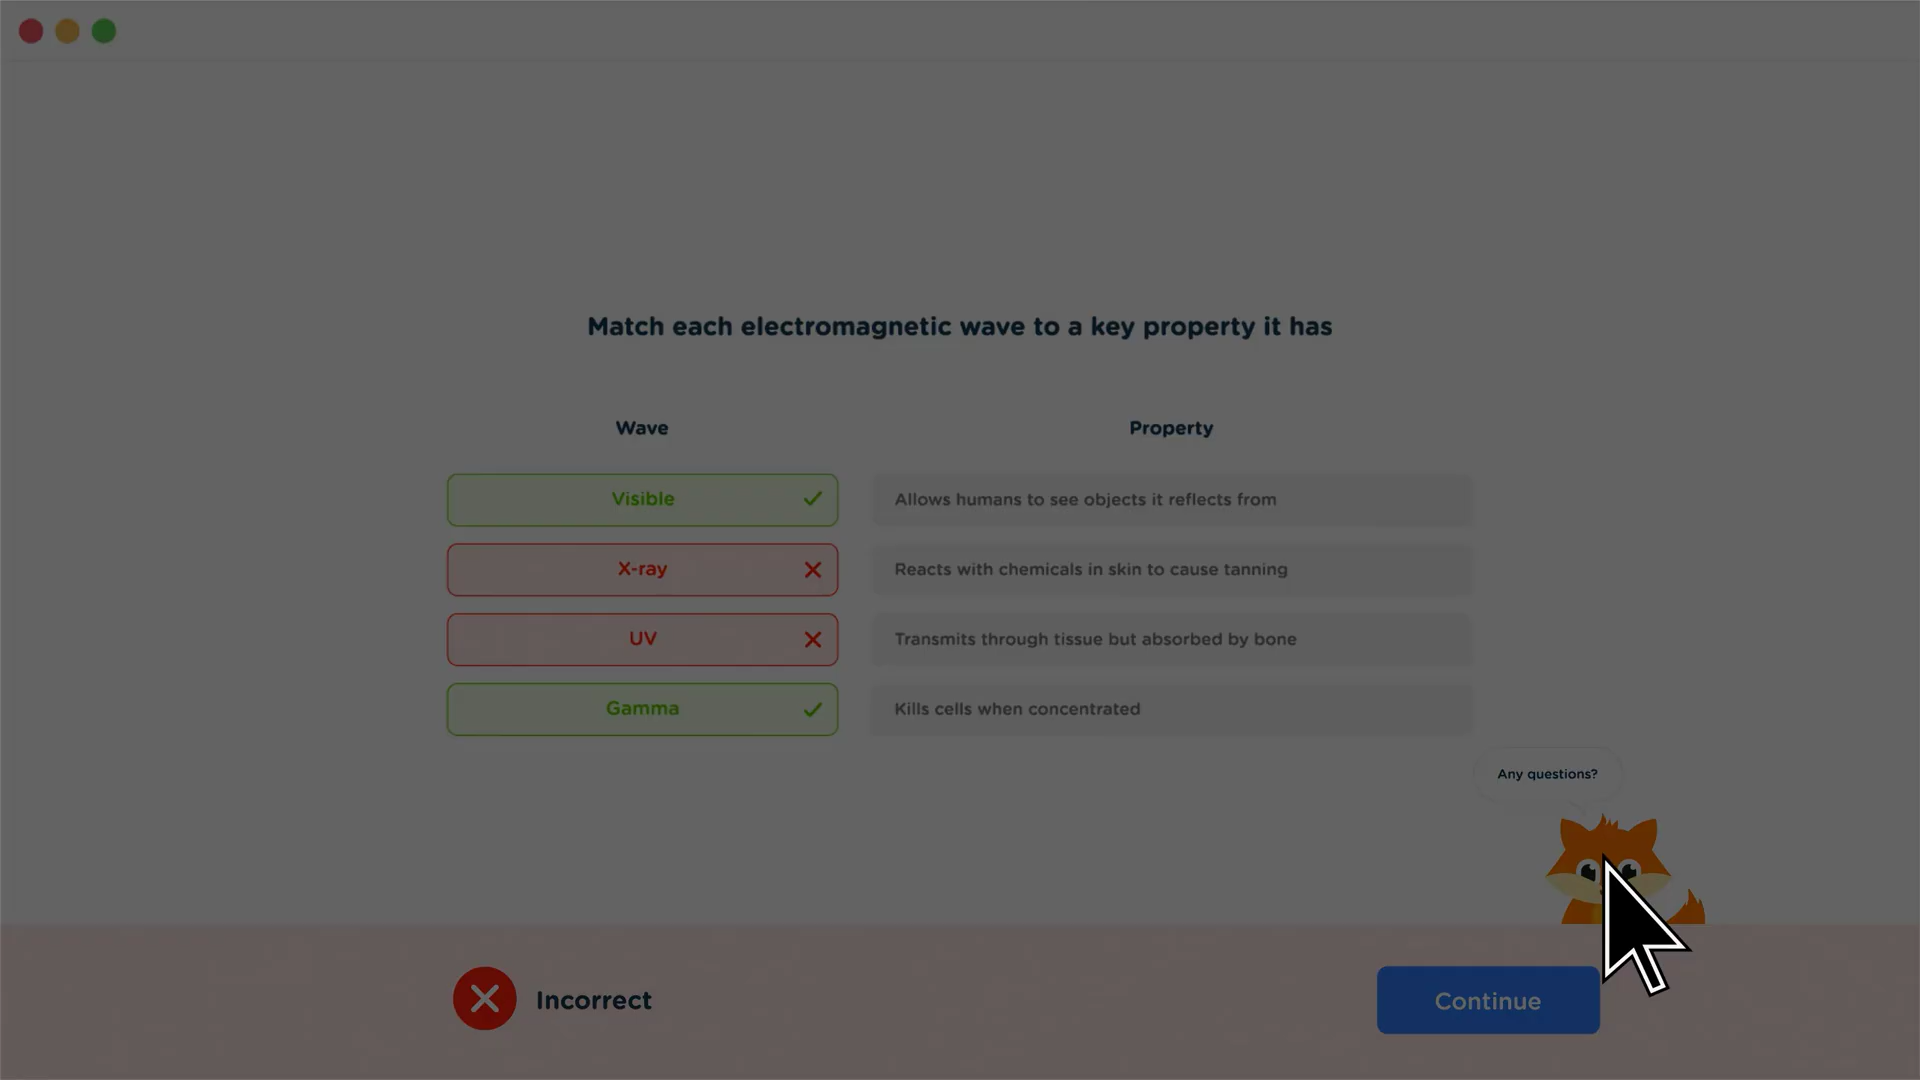 Match each electromagnetic wave to a key property it has
Wave
Property
Visible
Allows humans to see objects it reflects from
X-ray
Reacts with chemicals in skin to cause tanning
UV
Transmits through tissue but absorbed by bone
Gamma
Kills cells when concentrated
Any questions?
Incorrect
Continue